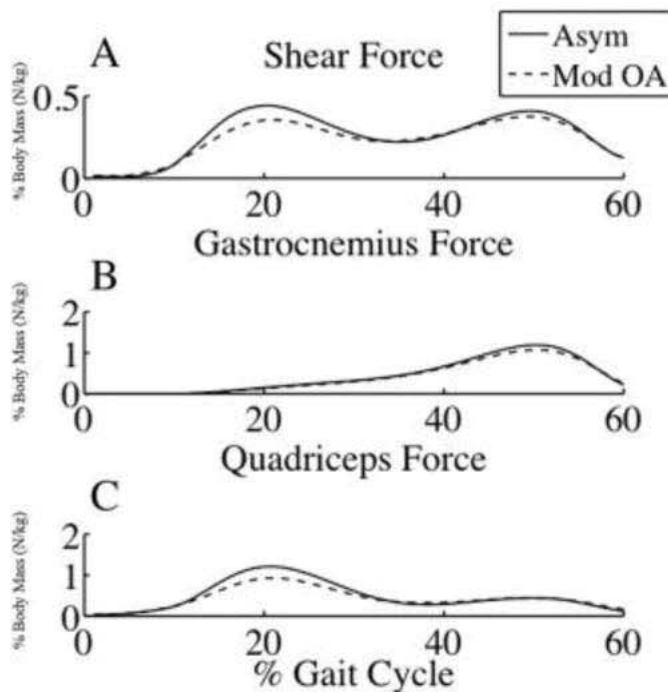 Asym
Mod OA
A
Shear Force
% Body Mass (N/kg)
0.5
0
0 20 40 60
Gastrocnemius Force
B
% Body Mass (N/kg)
2
1
0
0 20 40 60
Quadriceps Force
C
% Body Mass (N/kg)
2
1
0
0 20 40 60
% Gait Cycle